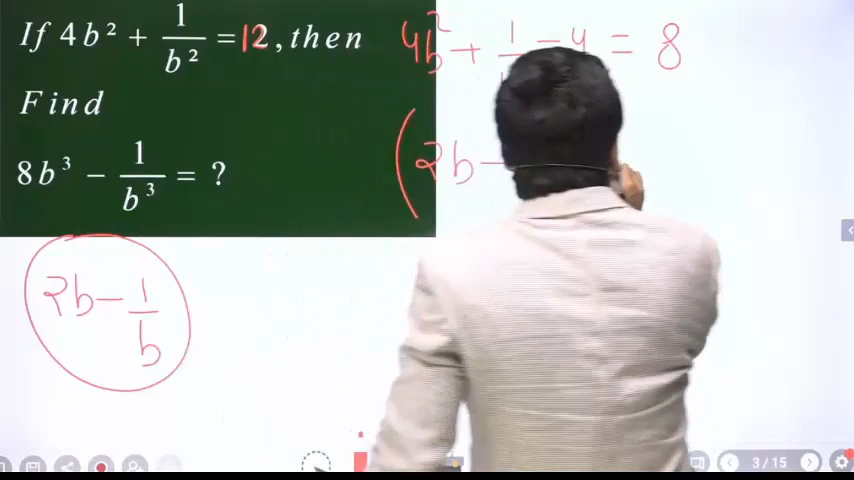 If 4b² + 1/b² = 12, then
Find
8b³ − 1/b³ = ?
4b² + 1 − 4 = 8
(2b −
2b − 1/b
3/15